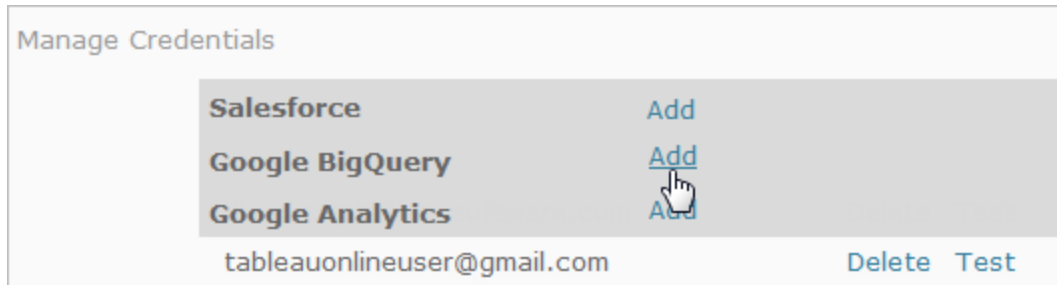 Manage Credentials
Salesforce Add
Google BigQuery Add
Google Analytics Add
tableauonlineuser@gmail.com Delete Test